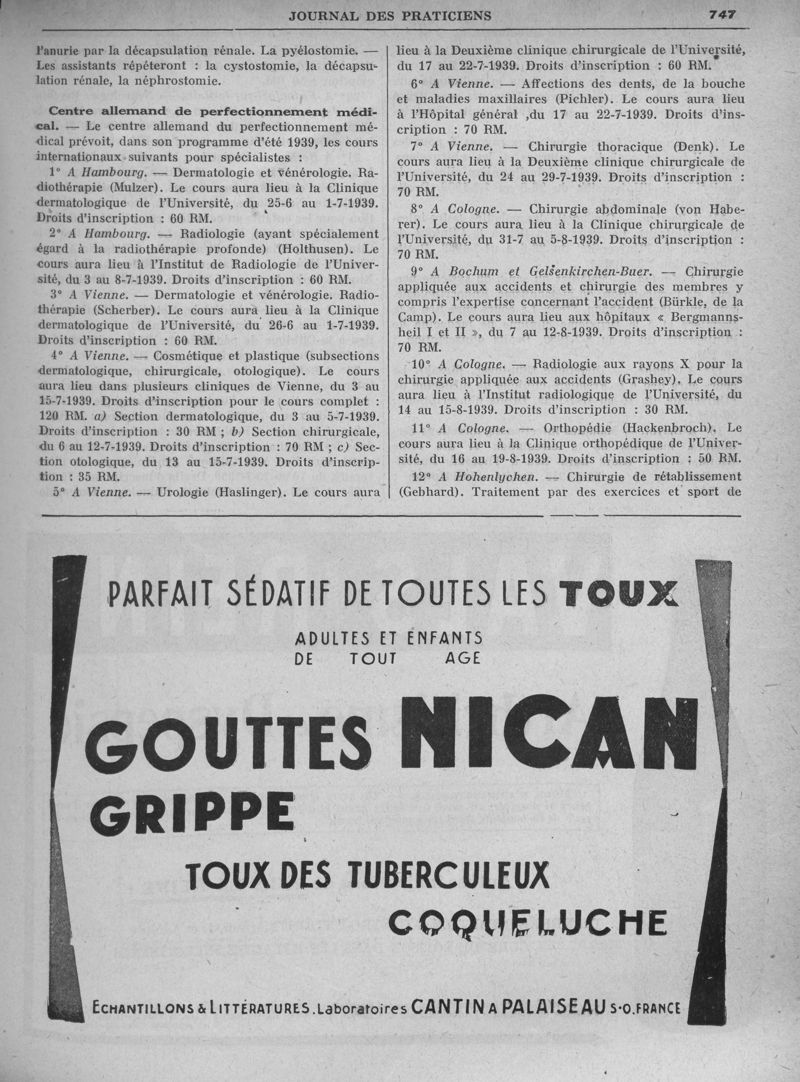 JOURNAL DES PRATICIENS 747
l'anurie par la décapsulation rénale. La pyélostomie. —
Les assistants répéteront : la cystostomie, la décapsu-
lation rénale, la néphrostomie.
Centre allemand de perfectionnement médi-
cal. — Le centre allemand du perfectionnement mé-
dical prévoit, dans son programme d'été 1939, les cours
internationaux suivants pour spécialistes :
1° A Hambourg. — Dermatologie et vénérologie. Ra-
diothérapie (Mulzer). Le cours aura lieu à la Clinique
dermatologique de l'Université, du 25-6 au 1-7-1939.
Droits d'inscription : 60 RM.
2° A Hambourg. — Radiologie (ayant spécialement
égard à la radiothérapie profonde) (Holthusen). Le
cours aura lieu à l'Institut de Radiologie de l'Univer-
sité, du 3 au 8-7-1939. Droits d'inscription : 60 RM.
3° A Vienne. — Dermatologie et vénérologie. Radio-
thérapie (Scherber). Le cours aura lieu à la Clinique
dermatologique de l'Université, du 26-6 au 1-7-1939.
Droits d'inscription : 60 RM.
4° A Vienne. — Cosmétique et plastique (subsections
dermatologique, chirurgicale, otologique). Le cours
aura lieu dans plusieurs cliniques de Vienne, du 3 au
15-7-1939. Droits d'inscription pour le cours complet :
120 RM. a) Section dermatologique, du 3 au 5-7-1939.
Droits d'inscription : 30 RM ; b) Section chirurgicale,
du 6 au 12-7-1939. Droits d'inscription : 70 RM ; c) Sec-
tion otologique, du 13 au 15-7-1939. Droits d'inscrip-
tion : 35 RM.
5° A Vienne. — Urologie (Haslinger). Le cours aura
lieu à la Deuxième clinique chirurgicale de l'Université,
du 17 au 22-7-1939. Droits d'inscription : 60 RM.
6° A Vienne. — Affections des dents, de la bouche
et maladies maxillaires (Pichler). Le cours aura lieu
à l'Hôpital général ,du 17 au 22-7-1939. Droits d'ins-
cription : 70 RM.
7° A Vienne. — Chirurgie thoracique (Denk). Le
cours aura lieu à la Deuxième clinique chirurgicale de
l'Université, du 24 au 29-7-1939. Droits d'inscription :
70 RM.
8° A Cologne. — Chirurgie abdominale (von Habe-
rer). Le cours aura lieu à la Clinique chirurgicale de
l'Université, du 31-7 au 5-8-1939. Droits d'inscription :
70 RM.
9° A Bochum et Gelsenkirchen-Buer. — Chirurgie
appliquée aux accidents et chirurgie des membres y
compris l'expertise concernant l'accident (Bürkle, de la
Camp). Le cours aura lieu aux hôpitaux « Bergmanns-
heil I et II », du 7 au 12-8-1939. Droits d'inscription :
70 RM.
10° A Cologne. — Radiologie aux rayons X pour la
chirurgie appliquée aux accidents (Grashey). Le cours
aura lieu à l'Institut radiologique de l'Université, du
14 au 15-8-1939. Droits d'inscription : 30 RM.
11° A Cologne. — Orthopédie (Hackenbroch). Le
cours aura lieu à la Clinique orthopédique de l'Univer-
sité, du 16 au 19-8-1939. Droits d'inscription : 50 RM.
12° A Hohenlychen. — Chirurgie de rétablissement
(Gebhard). Traitement par des exercices et sport de
PARFAIT SÉDATIF DE TOUTES LES TOUX
ADULTES ET ENFANTS
DE TOUT AGE
GOUTTES NICAN
GRIPPE
TOUX DES TUBERCULEUX
COQUELUCHE
ECHANTILLONS & LITTÉRATURES. Laboratoires CANTIN A PALAISEAU S-O. FRANCE